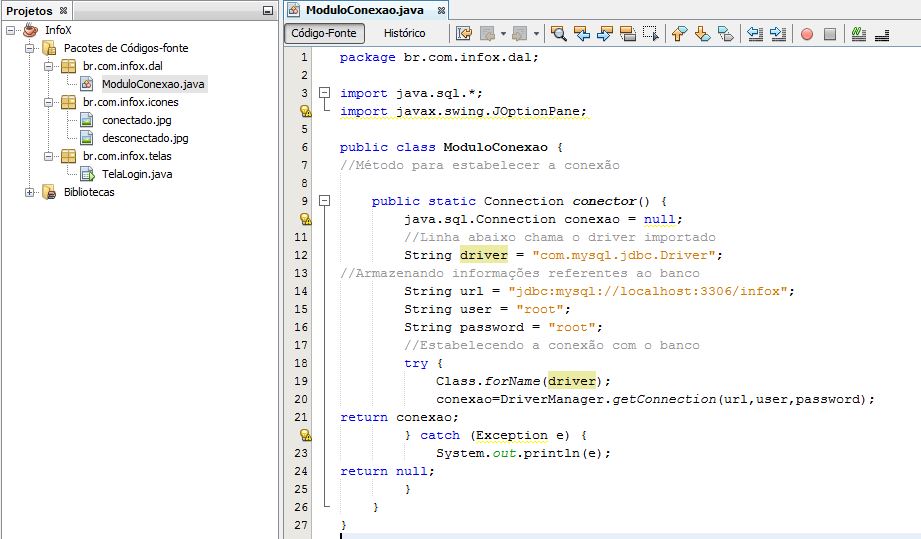 Projetos
InfoX
Pacotes de Códigos-fonte
br.com.infox.dal
ModuloConexao.java
br.com.infox.icones
conectado.jpg
desconectado.jpg
br.com.infox.telas
TelaLogin.java
Bibliotecas
ModuloConexao.java
Código-Fonte Histórico
1 package br.com.infox.dal;
2
3 import java.sql.*;
import javax.swing.JOptionPane;
5
6 public class ModuloConexao {
7 //Método para estabelecer a conexão
8
9 public static Connection conector() {
java.sql.Connection conexao = null;
11 //Linha abaixo chama o driver importado
12 String driver = "com.mysql.jdbc.Driver";
13 //Armazenando informações referentes ao banco
14 String url = "jdbc:mysql://localhost:3306/infox";
15 String user = "root";
16 String password = "root";
17 //Estabelecendo a conexão com o banco
18 try {
19 Class.forName(driver);
20 conexao=DriverManager.getConnection(url,user,password);
21 return conexao;
} catch (Exception e) {
23 System.out.println(e);
24 return null;
25 }
26 }
27 }